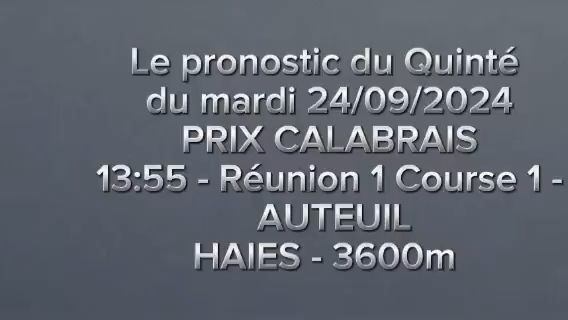 Le pronostic du Quinté
du mardi 24/09/2024
PRIX CALABRAIS
13:55 - Réunion 1 Course 1 -
AUTEUIL
HAIES - 3600m